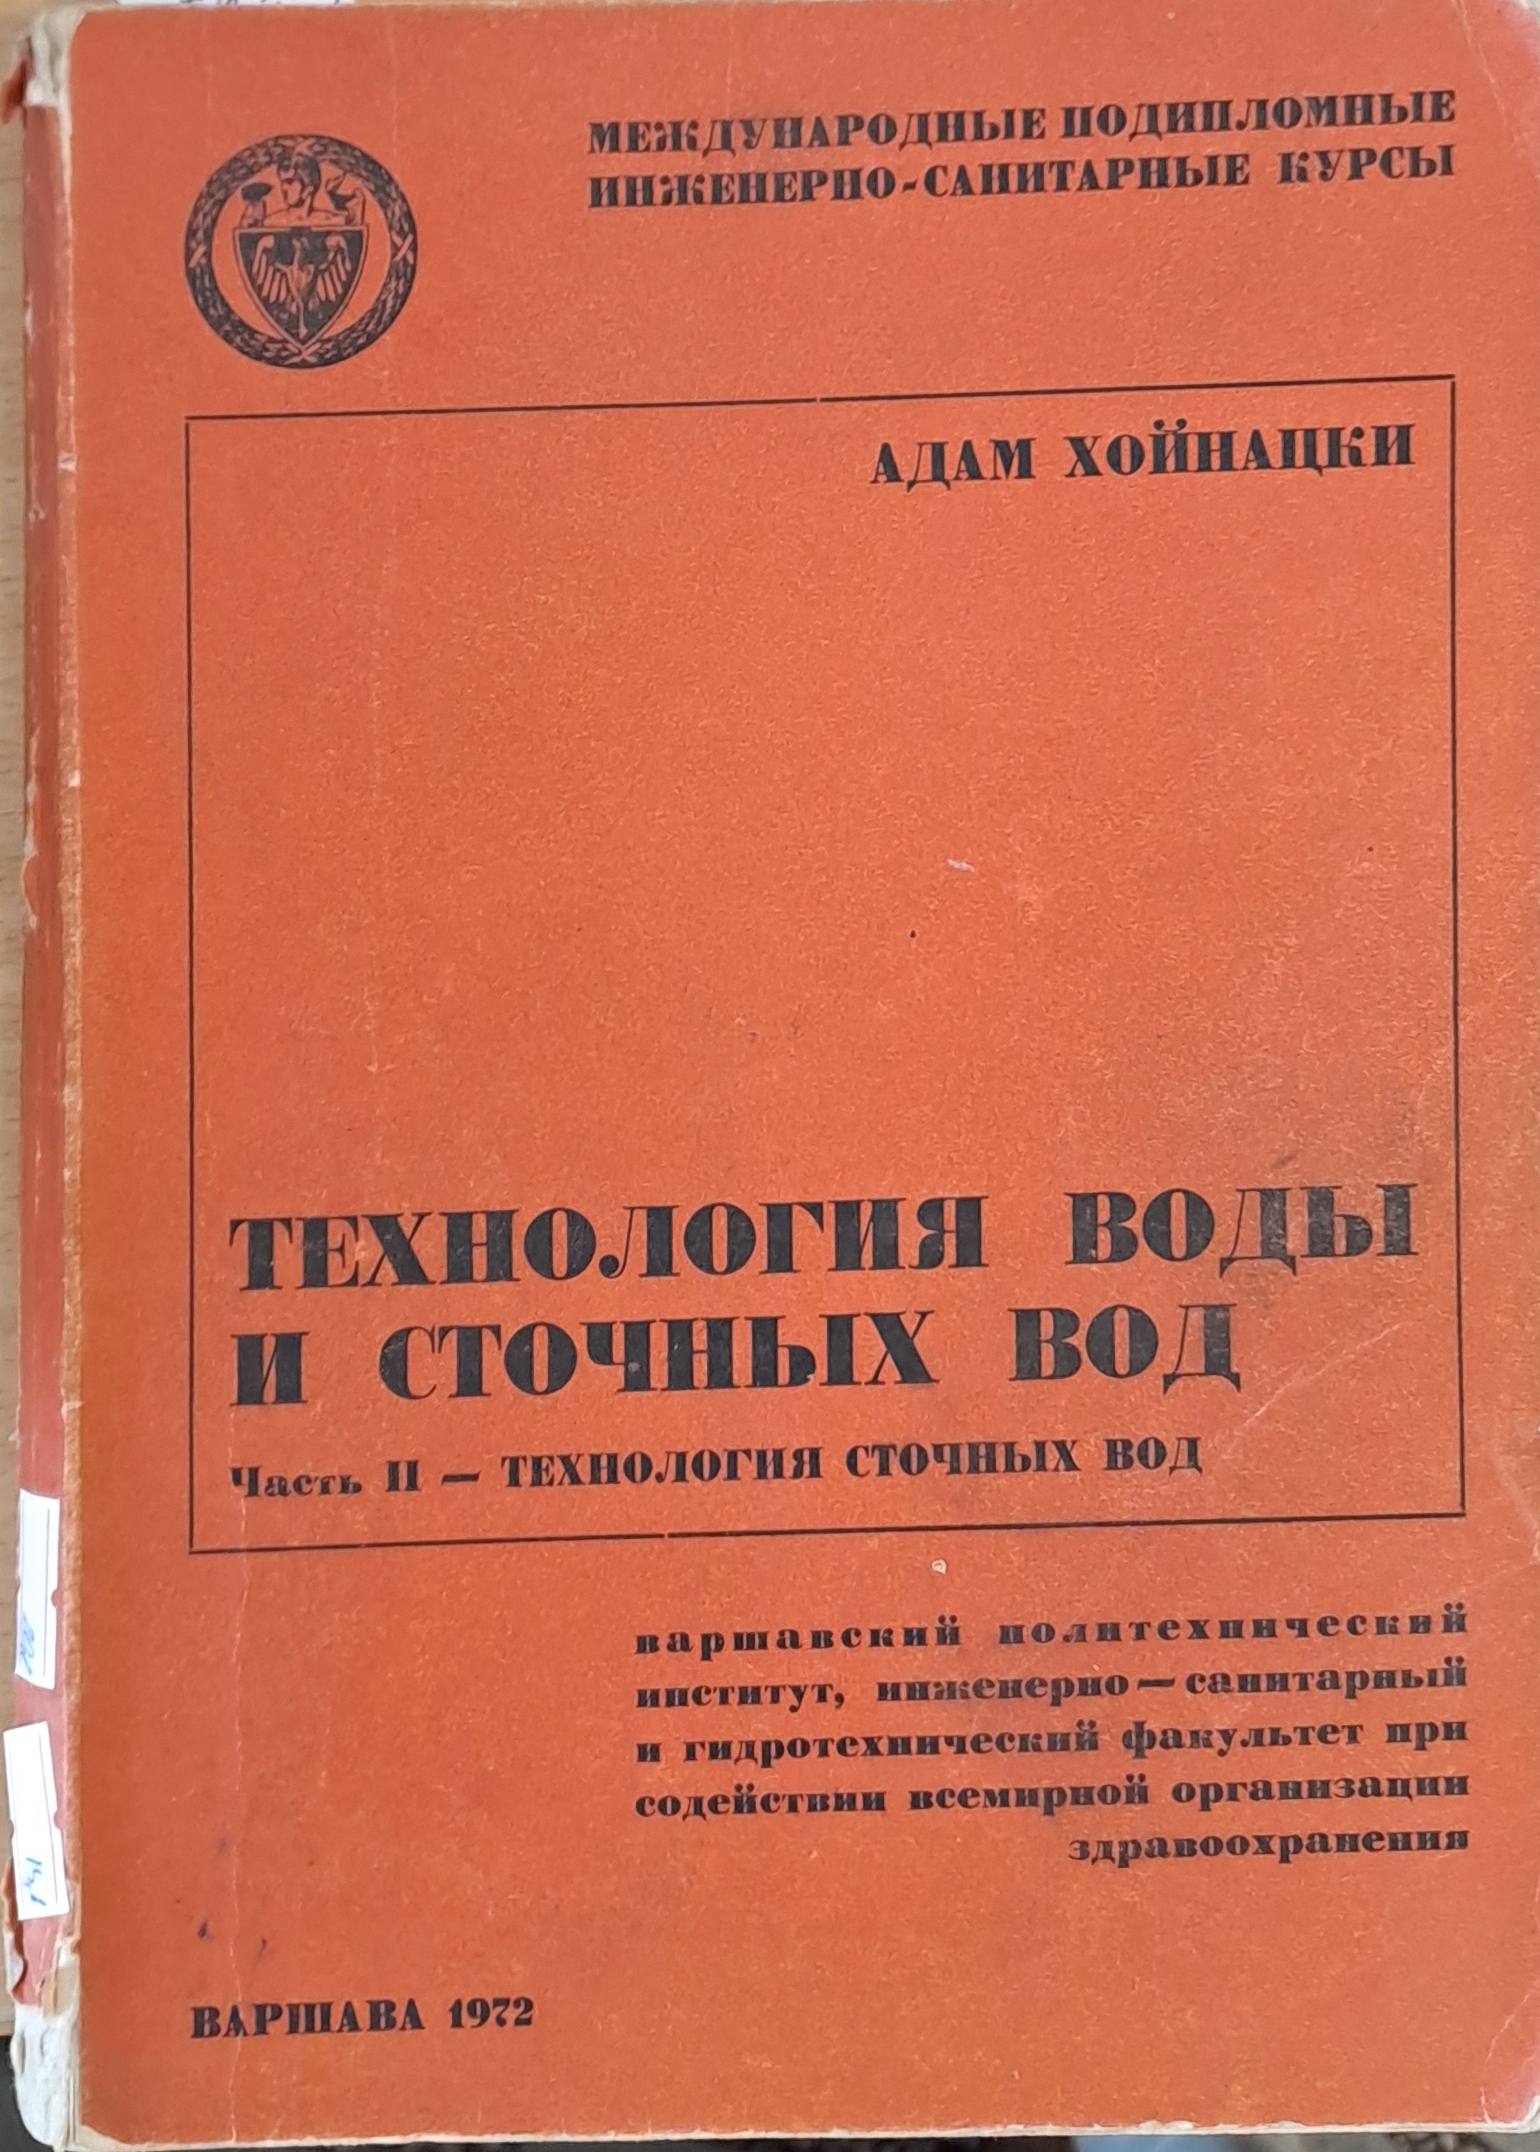 МЕЖДУНАРОДНЫЕ ПОДИПЛОМНЫЕ
ИНЖЕНЕРНО-САНИТАРНЫЕ КУРСЫ
АДАМ ХОЙНАЦКИ
ТЕХНОЛОГИЯ ВОДЫ
И СТОЧНЫХ ВОД
Часть II — ТЕХНОЛОГИЯ СТОЧНЫХ ВОД
варшавский политехнический
институт, инженерно—санитарный
и гидротехнический факультет при
содействии всемирной организации
здравоохранения
ВАРШАВА 1972